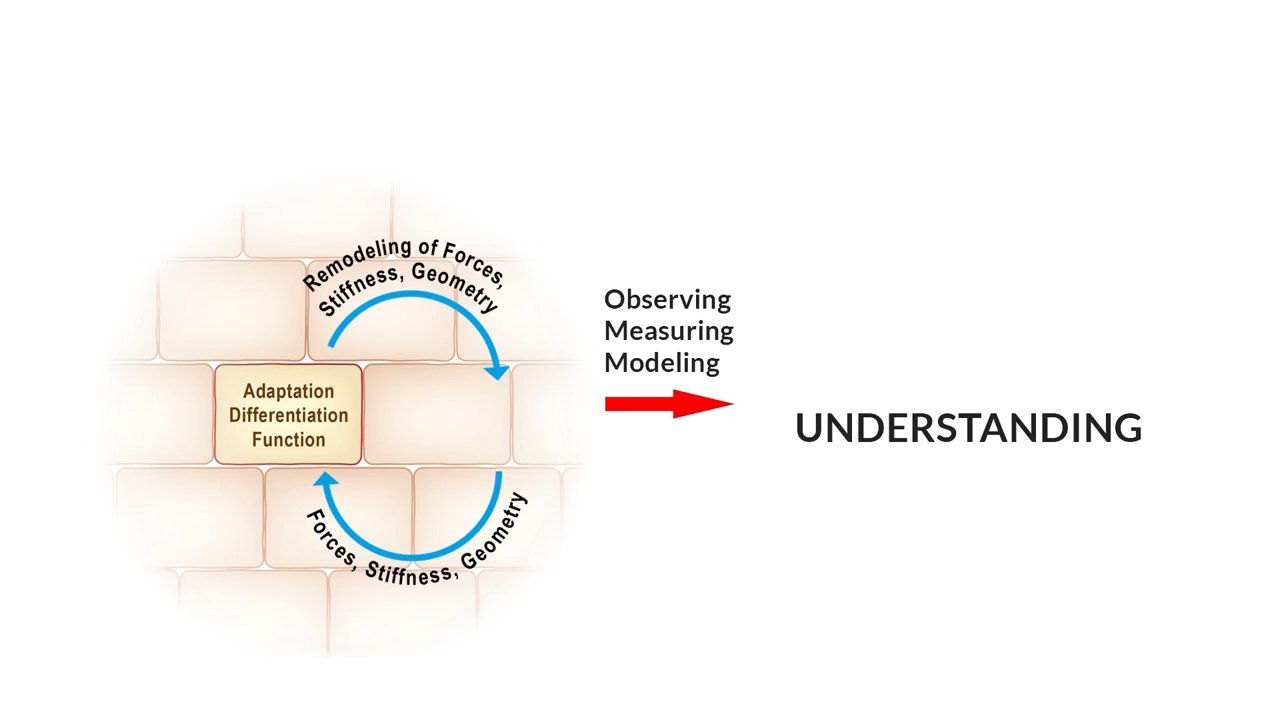 Remodeling of Forces,
Stiffness, Geometry
Adaptation
Differentiation
Function
Forces, Stiffness, Geometry
Observing
Measuring
Modeling
UNDERSTANDING